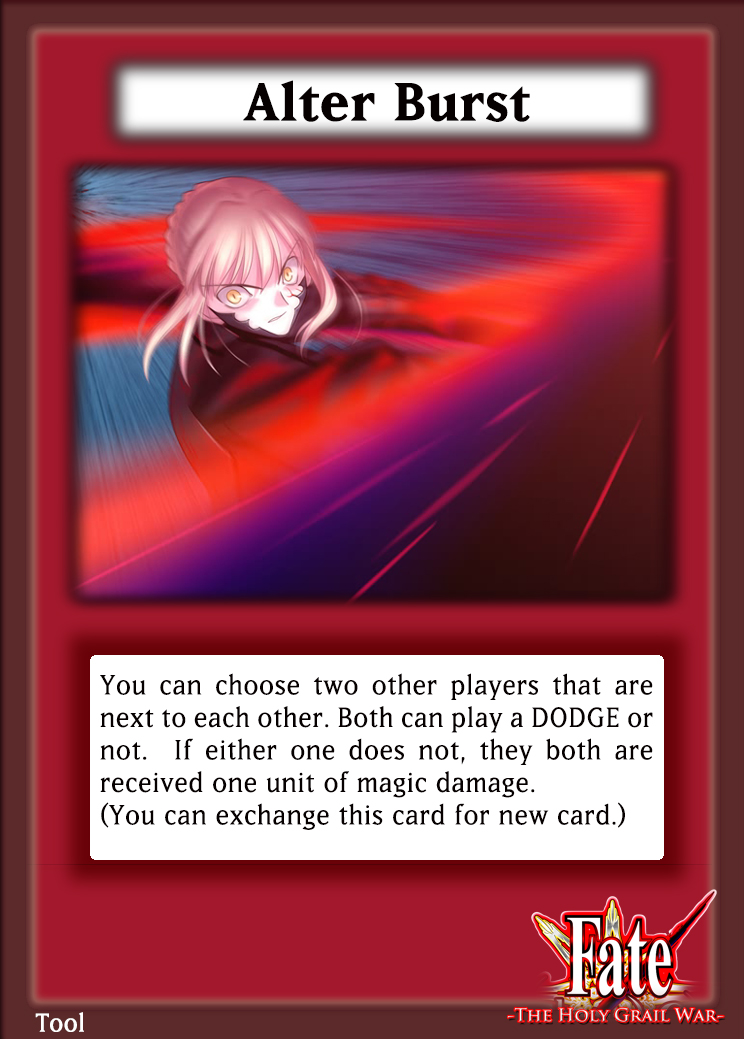 Alter Burst
You can choose two other players that are
next to each other. Both can play a DODGE or
not.  If either one does not, they both are
received one unit of magic damage.
(You can exchange this card for new card.)
Fate
-THE HOLY GRAIL WAR-
Tool